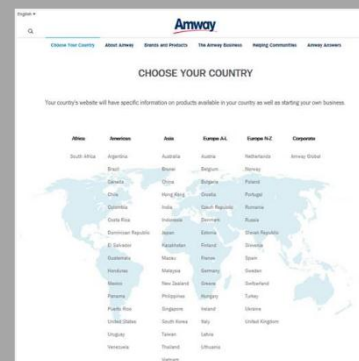 English
Amway
Choose Your Country About Amway Brands and Products The Amway Business Helping Communities Amway Answers
CHOOSE YOUR COUNTRY
Your country's website will have specific information on products available in your country as well as starting your own business.
Africa Americas Asia Europe A-L Europe N-Z Corporate
South Africa Argentina Australia Austria Netherlands Amway Global
Brazil Brunei Belgium Norway
Canada China Bulgaria Poland
Chile Hong Kong Croatia Portugal
Colombia India Czech Republic Romania
Costa Rica Indonesia Denmark Russia
Dominican Republic Japan Estonia Slovak Republic
El Salvador Kazakhstan Finland Slovenia
Guatemala Macau France Spain
Honduras Malaysia Germany Sweden
Mexico New Zealand Greece Switzerland
Panama Philippines Hungary Turkey
Puerto Rico Singapore Ireland Ukraine
United States South Korea Italy United Kingdom
Uruguay Taiwan Latvia
Venezuela Thailand Lithuania
Vietnam